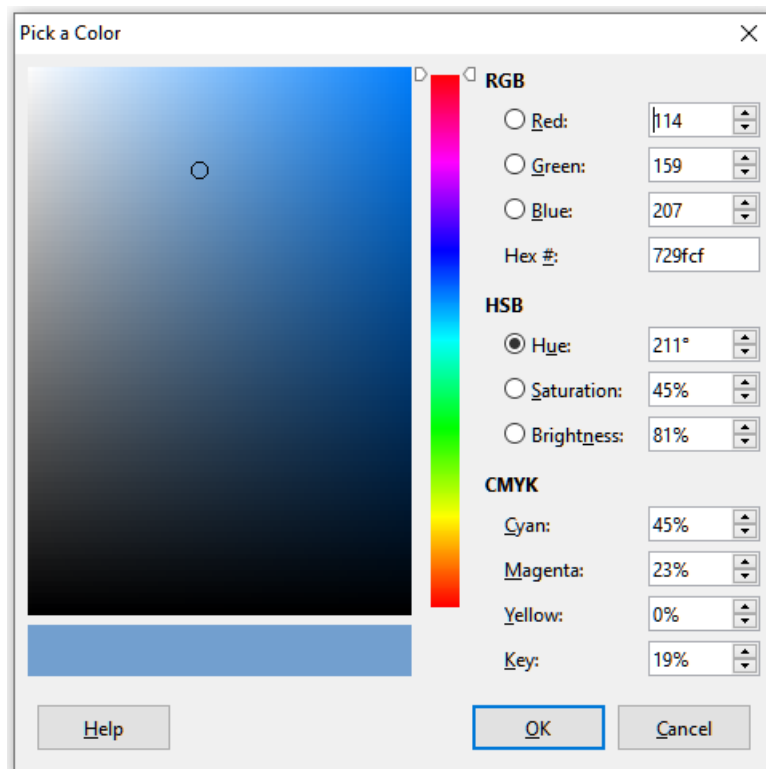 Pick a Color
RGB
Red: 114
Green: 159
Blue: 207
Hex #: 729fcf
HSB
Hue: 211°
Saturation: 45%
Brightness: 81%
CMYK
Cyan: 45%
Magenta: 23%
Yellow: 0%
Key: 19%
Help OK Cancel